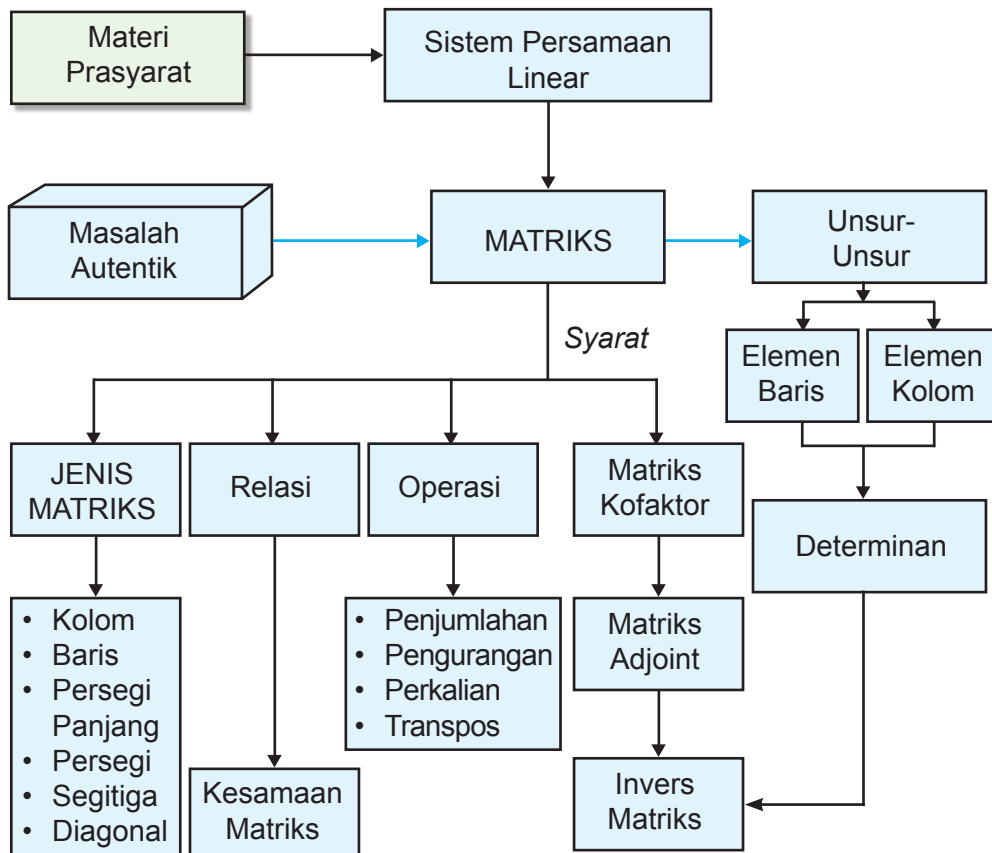 Materi
Prasyarat
Sistem Persamaan
Linear
Masalah
Autentik
MATRIKS
Unsur-
Unsur
Syarat
Elemen
Baris
Elemen
Kolom
JENIS
MATRIKS
Relasi
Operasi
Matriks
Kofaktor
Determinan
• Kolom
• Baris
• Persegi
Panjang
• Persegi
• Segitiga
• Diagonal
Kesamaan
Matriks
• Penjumlahan
• Pengurangan
• Perkalian
• Transpos
Matriks
Adjoint
Invers
Matriks